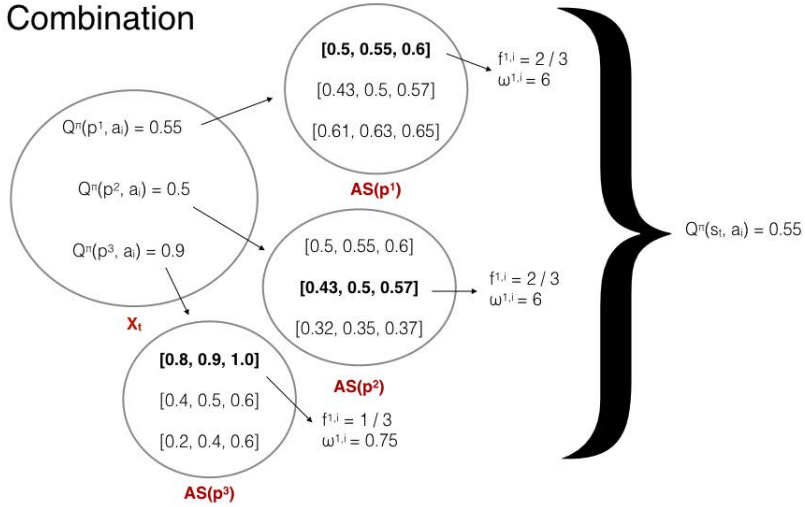 Combination
[0.5, 0.55, 0.6]
[0.43, 0.5, 0.57]
[0.61, 0.63, 0.65]
AS(p¹)
f¹,ⁱ = 2 / 3
ω¹,ⁱ = 6
Qᵖⁱ(p¹, aᵢ) = 0.55
Qᵖⁱ(p², aᵢ) = 0.5
Qᵖⁱ(p³, aᵢ) = 0.9
Xₜ
[0.5, 0.55, 0.6]
[0.43, 0.5, 0.57]
[0.32, 0.35, 0.37]
AS(p²)
f¹,ⁱ = 2 / 3
ω¹,ⁱ = 6
[0.8, 0.9, 1.0]
[0.4, 0.5, 0.6]
[0.2, 0.4, 0.6]
AS(p³)
f¹,ⁱ = 1 / 3
ω¹,ⁱ = 0.75
Q^π(sₜ, aᵢ) = 0.55